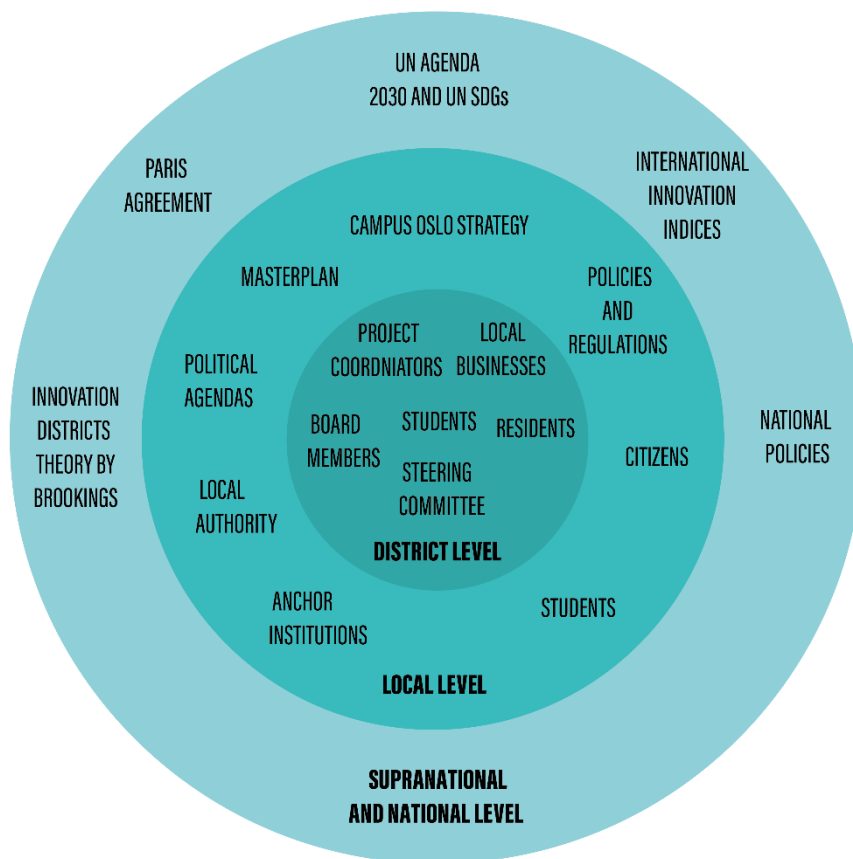 UN AGENDA
2030 AND UN SDGs
PARIS
AGREEMENT
INTERNATIONAL
INNOVATION
INDICES
CAMPUS OSLO STRATEGY
MASTERPLAN
POLICIES
AND
REGULATIONS
PROJECT
COORDNIATORS
LOCAL
BUSINESSES
POLITICAL
AGENDAS
INNOVATION
DISTRICTS
THEORY BY
BROOKINGS
BOARD
MEMBERS
STUDENTS
RESIDENTS
NATIONAL
POLICIES
CITIZENS
STEERING
COMMITTEE
LOCAL
AUTHORITY
DISTRICT LEVEL
ANCHOR
INSTITUTIONS
STUDENTS
LOCAL LEVEL
SUPRANATIONAL
AND NATIONAL LEVEL